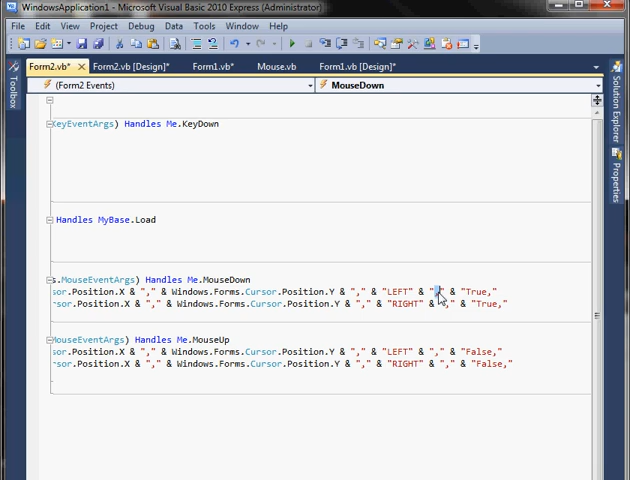 WindowsApplication1 - Microsoft Visual Basic 2010 Express (Administrator)
File Edit View Project Debug Data Tools Window Help
Form2.vb* Form2.vb [Design]* Form1.vb* Mouse.vb Form1.vb [Design]*
(Form2 Events) MouseDown
Toolbox
Solution Explorer
Properties
KeyEventArgs) Handles Me.KeyDown
Handles MyBase.Load
s.MouseEventArgs) Handles Me.MouseDown
sor.Position.X & "," & Windows.Forms.Cursor.Position.Y & "," & "LEFT" & "," & "True,"
rsor.Position.X & "," & Windows.Forms.Cursor.Position.Y & "," & "RIGHT" & "," & "True,"
MouseEventArgs) Handles Me.MouseUp
sor.Position.X & "," & Windows.Forms.Cursor.Position.Y & "," & "LEFT" & "," & "False,"
rsor.Position.X & "," & Windows.Forms.Cursor.Position.Y & "," & "RIGHT" & "," & "False,"